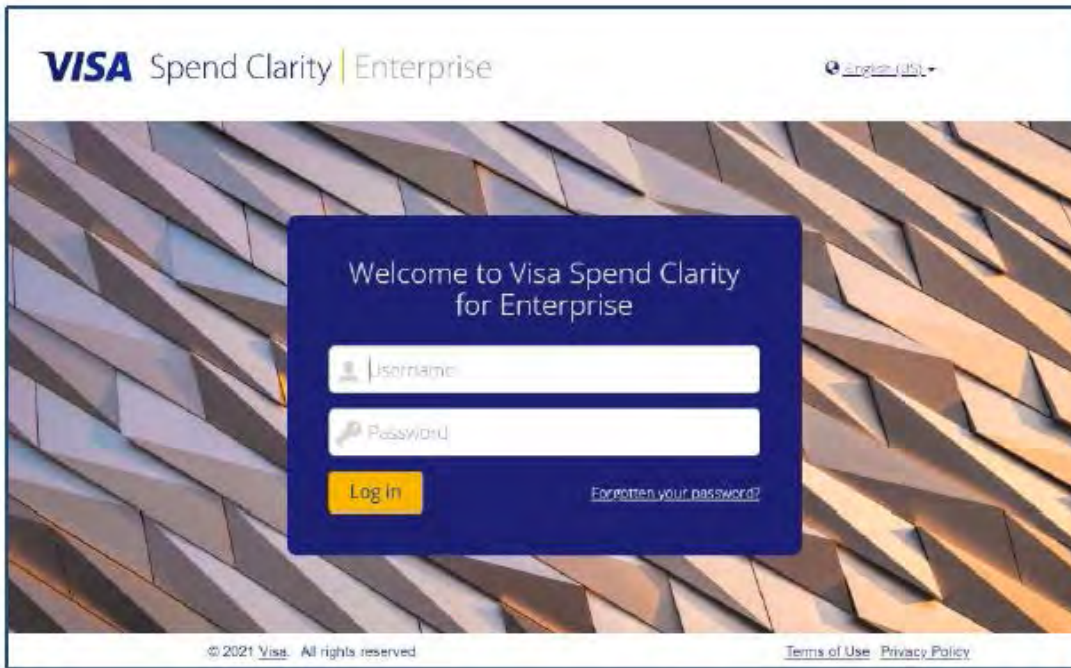 VISA Spend Clarity | Enterprise
English (US)
Welcome to Visa Spend Clarity
for Enterprise
Username
Password
Log in
Forgotten your password?
© 2021 Visa. All rights reserved
Terms of Use Privacy Policy